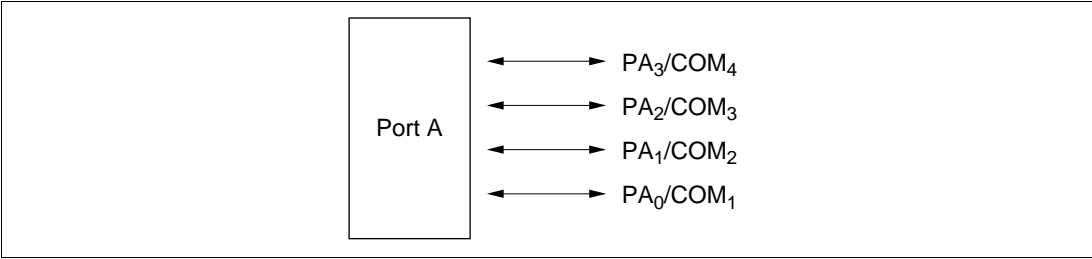 PA₃/COM₄
PA₂/COM₃
Port A
PA₁/COM₂
PA₀/COM₁